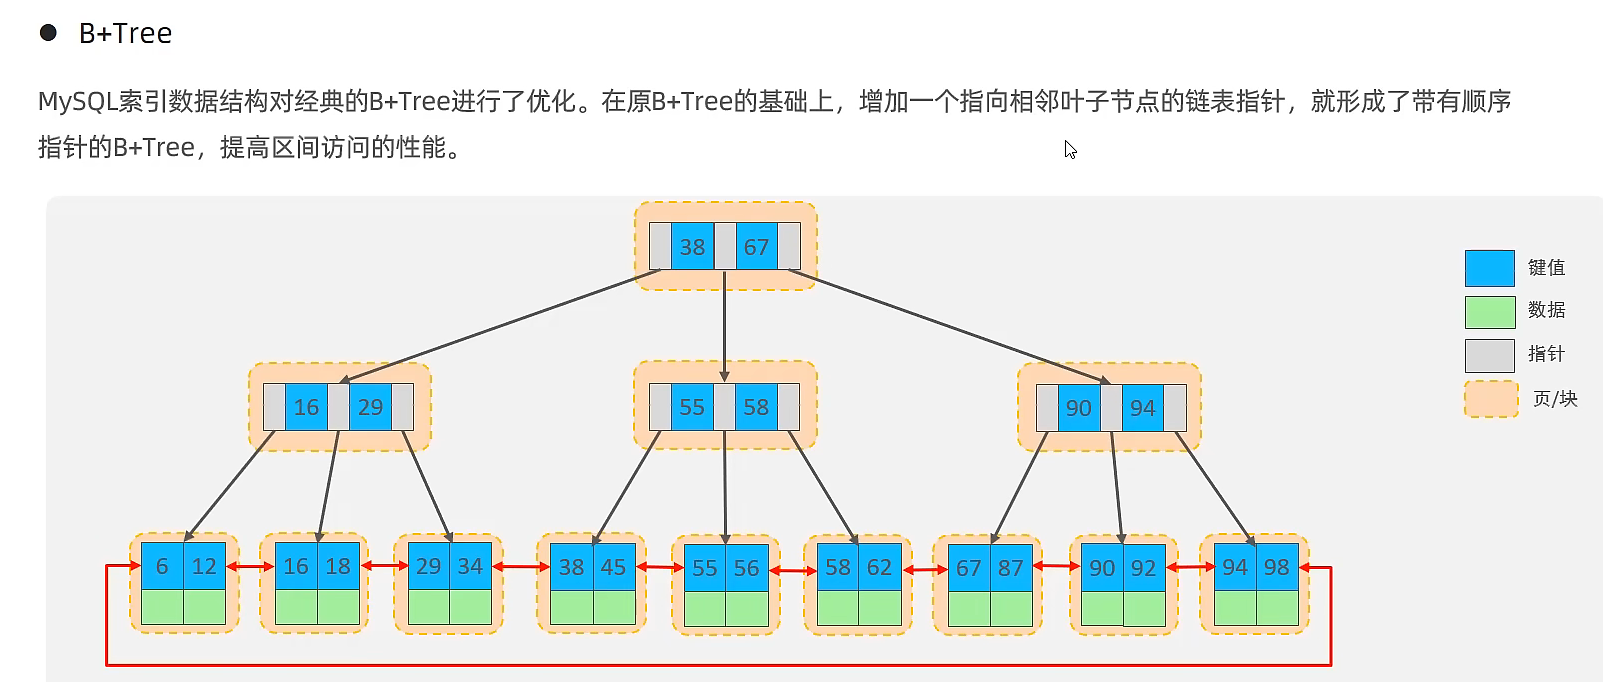 B+Tree
MySQL索引数据结构对经典的B+Tree进行了优化。在原B+Tree的基础上，增加一个指向相邻叶子节点的链表指针，就形成了带有顺序
指针的B+Tree，提高区间访问的性能。
38 67
键值
数据
指针
页/块
16 29 55 58 90 94
6 12 16 18 29 34 38 45 55 56 58 62 67 87 90 92 94 98